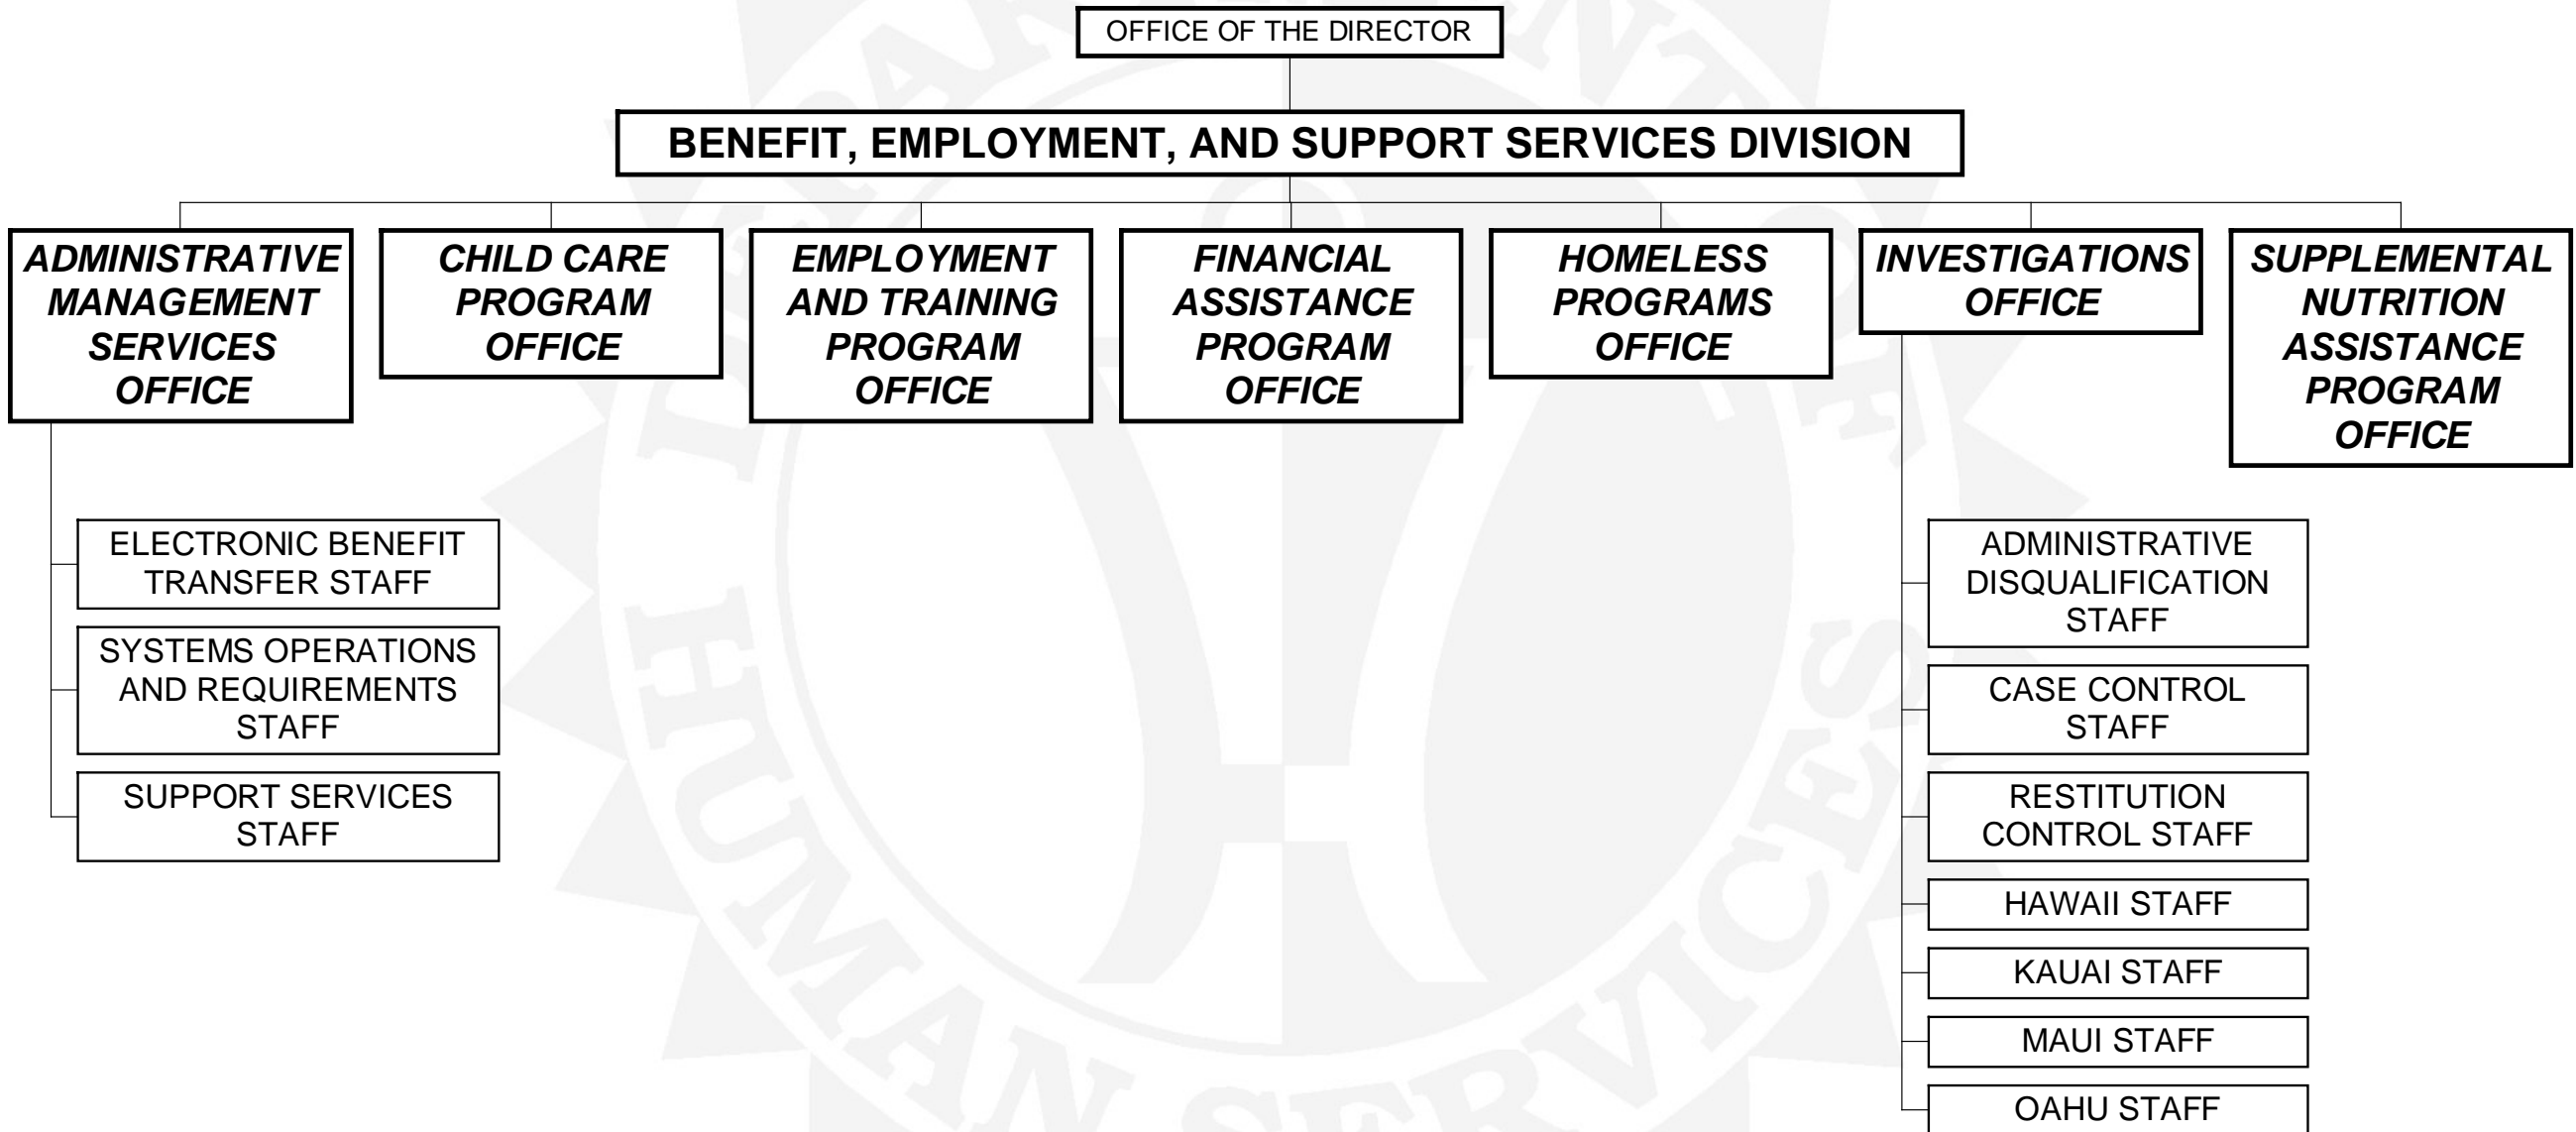 OFFICE OF THE DIRECTOR
BENEFIT, EMPLOYMENT, AND SUPPORT SERVICES DIVISION
ADMINISTRATIVE
MANAGEMENT
SERVICES
OFFICE
CHILD CARE
PROGRAM
OFFICE
EMPLOYMENT
AND TRAINING
PROGRAM
OFFICE
FINANCIAL
ASSISTANCE
PROGRAM
OFFICE
HOMELESS
PROGRAMS
OFFICE
INVESTIGATIONS
OFFICE
SUPPLEMENTAL
NUTRITION
ASSISTANCE
PROGRAM
OFFICE
ELECTRONIC BENEFIT
TRANSFER STAFF
SYSTEMS OPERATIONS
AND REQUIREMENTS
STAFF
SUPPORT SERVICES
STAFF
ADMINISTRATIVE
DISQUALIFICATION
STAFF
CASE CONTROL
STAFF
RESTITUTION
CONTROL STAFF
HAWAII STAFF
KAUAI STAFF
MAUI STAFF
OAHU STAFF
HUMAN SERVICES